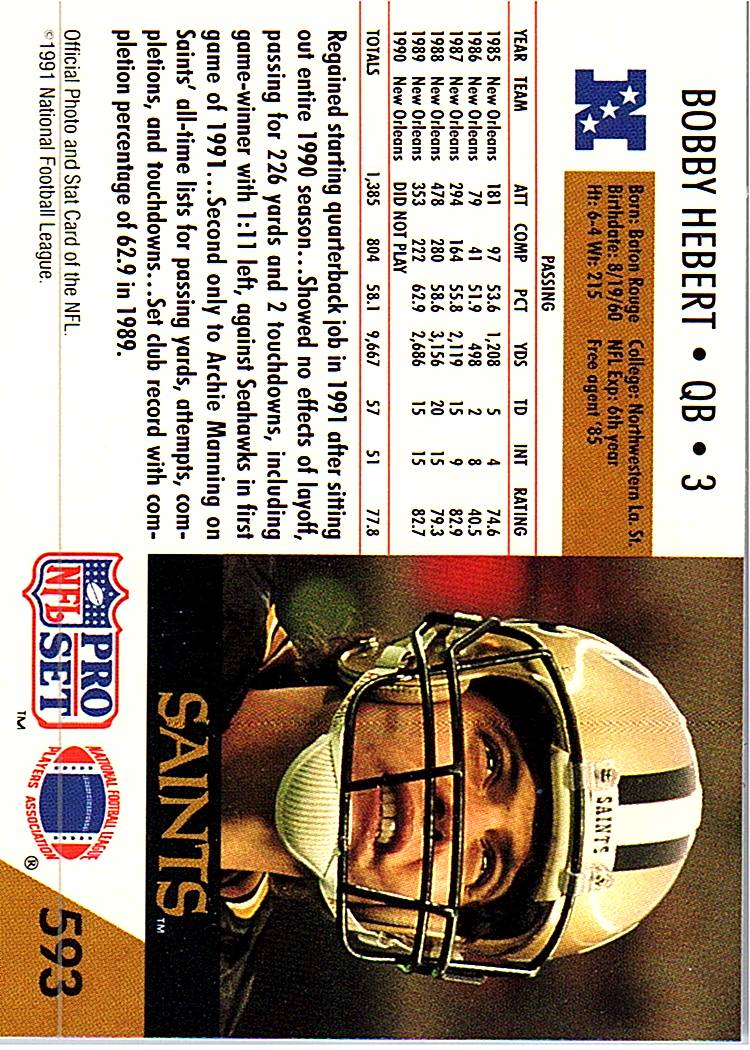 BOBBY HEBERT • QB • 3
N
Born: Baton Rouge College: Northwestern La. St.
Birthdate: 8/19/60 NFL Exp: 6th year
Ht: 6-4 Wt: 215 Free agent '85
PASSING
YEAR TEAM ATT COMP PCT YDS TD INT RATING
1985 New Orleans 181 97 53.6 1,208 5 4 74.6
1986 New Orleans 79 41 51.9 498 2 8 40.5
1987 New Orleans 294 164 55.8 2,119 15 9 82.9
1988 New Orleans 478 280 58.6 3,156 20 15 79.3
1989 New Orleans 353 222 62.9 2,686 15 15 82.7
1990 New Orleans DID NOT PLAY
TOTALS 1,385 804 58.1 9,667 57 51 77.8
Regained starting quarterback job in 1991 after sitting
out entire 1990 season...Showed no effects of layoff,
passing for 226 yards and 2 touchdowns, including
game-winner with 1:11 left, against Seahawks in first
game of 1991...Second only to Archie Manning on
Saints' all-time lists for passing yards, attempts, com-
pletions, and touchdowns...Set club record with com-
pletion percentage of 62.9 in 1989.
Official Photo and Stat Card of the NFL.
©1991 National Football League.
SAINTS
SAINTS™
NFL PRO SET™
NATIONAL FOOTBALL LEAGUE
PLAYERS ASSOCIATION ®
593